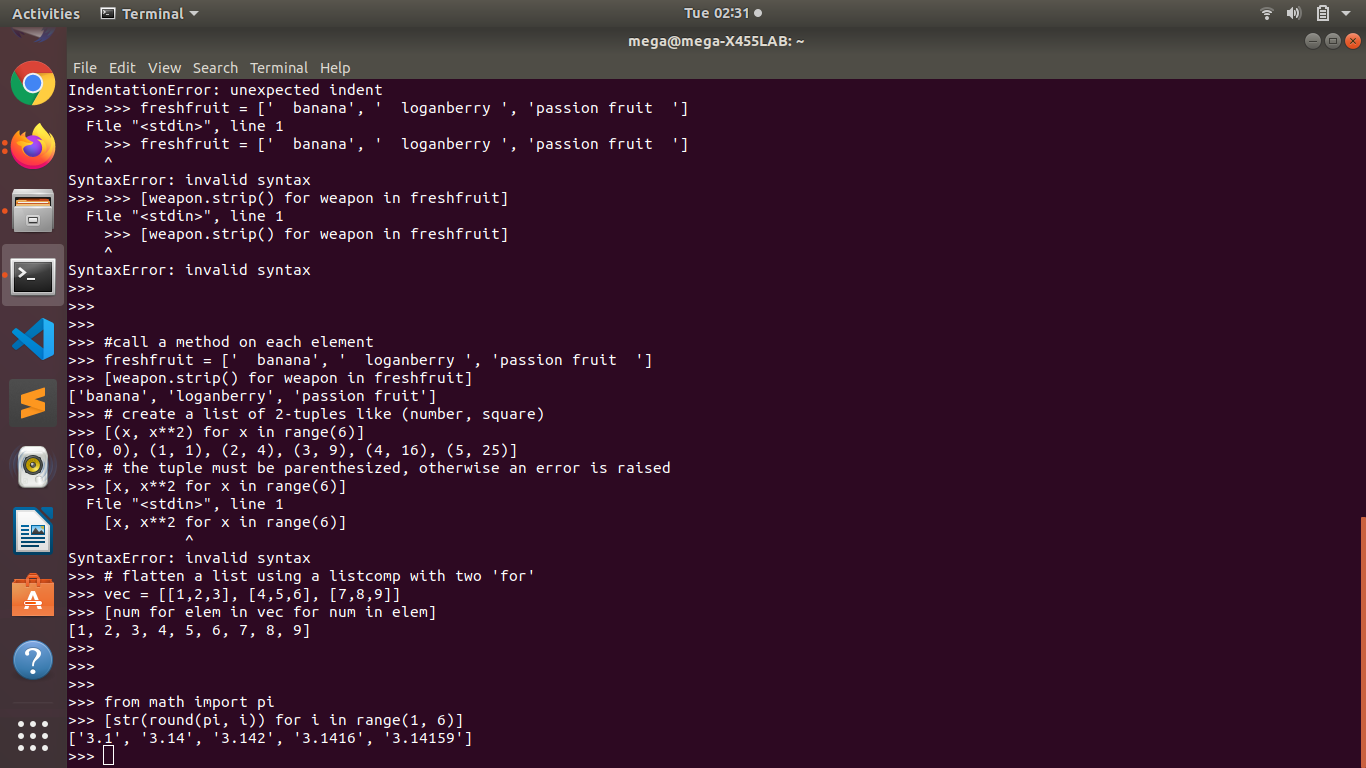 Activities Terminal Tue 02:31
mega@mega-X455LAB: ~
File Edit View Search Terminal Help
IndentationError: unexpected indent
>>> >>> freshfruit = ['  banana', '  loganberry ', 'passion fruit  ']
  File "<stdin>", line 1
    >>> freshfruit = ['  banana', '  loganberry ', 'passion fruit  ']
    ^
SyntaxError: invalid syntax
>>> >>> [weapon.strip() for weapon in freshfruit]
  File "<stdin>", line 1
    >>> [weapon.strip() for weapon in freshfruit]
    ^
SyntaxError: invalid syntax
>>>
>>>
>>>
>>> #call a method on each element
>>> freshfruit = ['  banana', '  loganberry ', 'passion fruit  ']
>>> [weapon.strip() for weapon in freshfruit]
['banana', 'loganberry', 'passion fruit']
>>> # create a list of 2-tuples like (number, square)
>>> [(x, x**2) for x in range(6)]
[(0, 0), (1, 1), (2, 4), (3, 9), (4, 16), (5, 25)]
>>> # the tuple must be parenthesized, otherwise an error is raised
>>> [x, x**2 for x in range(6)]
  File "<stdin>", line 1
    [x, x**2 for x in range(6)]
             ^
SyntaxError: invalid syntax
>>> # flatten a list using a listcomp with two 'for'
>>> vec = [[1,2,3], [4,5,6], [7,8,9]]
>>> [num for elem in vec for num in elem]
[1, 2, 3, 4, 5, 6, 7, 8, 9]
>>>
>>>
>>>
>>> from math import pi
>>> [str(round(pi, i)) for i in range(1, 6)]
['3.1', '3.14', '3.142', '3.1416', '3.14159']
>>>